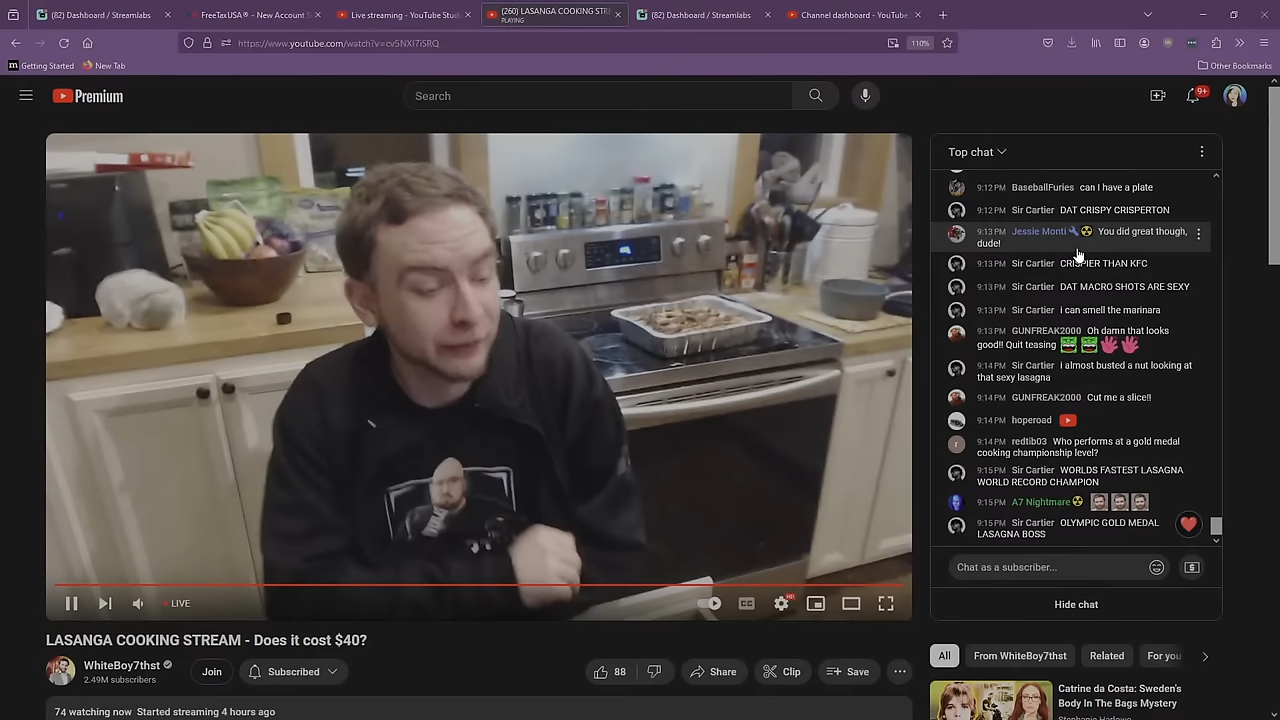 (82) Dashboard / Streamlabs
FreeTaxUSA® - New Account S
Live streaming - YouTube Studi
(260) LASANGA COOKING STRE
PLAYING
(82) Dashboard / Streamlabs
Channel dashboard - YouTube
https://www.youtube.com/watch?v=cv5NXl7iSRQ
110%
Getting Started
New Tab
Other Bookmarks
Premium
Search
9+
Top chat
9:12 PM BaseballFuries can I have a plate
9:12 PM Sir Cartier DAT CRISPY CRISPERTON
9:13 PM Jessie Monti You did great though,
dude!
9:13 PM Sir Cartier CRISPIER THAN KFC
9:13 PM Sir Cartier DAT MACRO SHOTS ARE SEXY
9:13 PM Sir Cartier i can smell the marinara
9:13 PM GUNFREAK2000 Oh damn that looks
good!! Quit teasing
9:14 PM Sir Cartier i almost busted a nut looking at
that sexy lasagna
9:14 PM GUNFREAK2000 Cut me a slice!!
9:14 PM hoperoad
9:14 PM redtib03 Who performs at a gold medal
cooking championship level?
9:15 PM Sir Cartier WORLDS FASTEST LASAGNA
WORLD RECORD CHAMPION
9:15 PM A7 Nightmare
9:15 PM Sir Cartier OLYMPIC GOLD MEDAL
LASAGNA BOSS
Chat as a subscriber...
Hide chat
LIVE
CC
HD
LASANGA COOKING STREAM - Does it cost $40?
WhiteBoy7thst
2.49M subscribers
Join
Subscribed
88
Share
Clip
Save
74 watching now Started streaming 4 hours ago
All
From WhiteBoy7thst
Related
For you
Catrine da Costa: Sweden's
Body In The Bags Mystery
Stephanie Harlowe